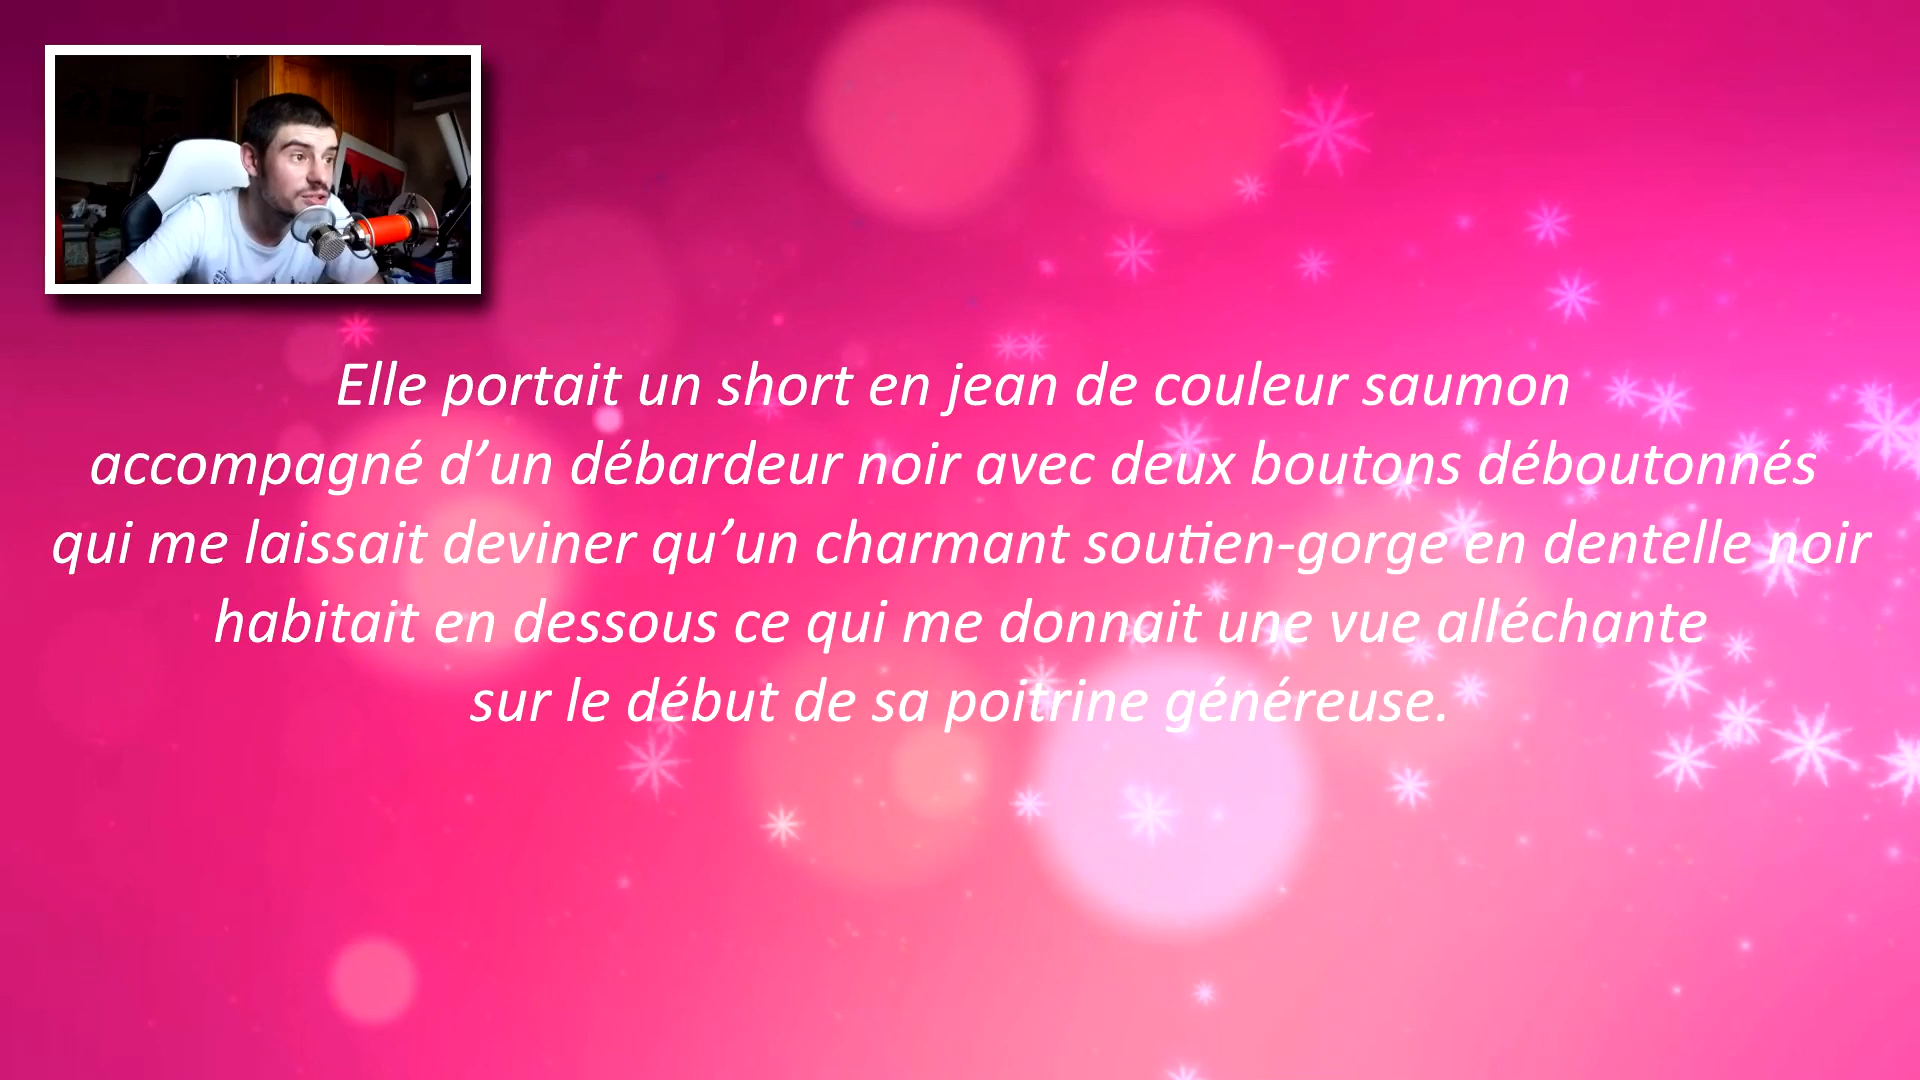 Elle portait un short en jean de couleur saumon
accompagné d’un débardeur noir avec deux boutons déboutonnés
qui me laissait deviner qu’un charmant soutien-gorge en dentelle noir
habitait en dessous ce qui me donnait une vue alléchante
sur le début de sa poitrine généreuse.